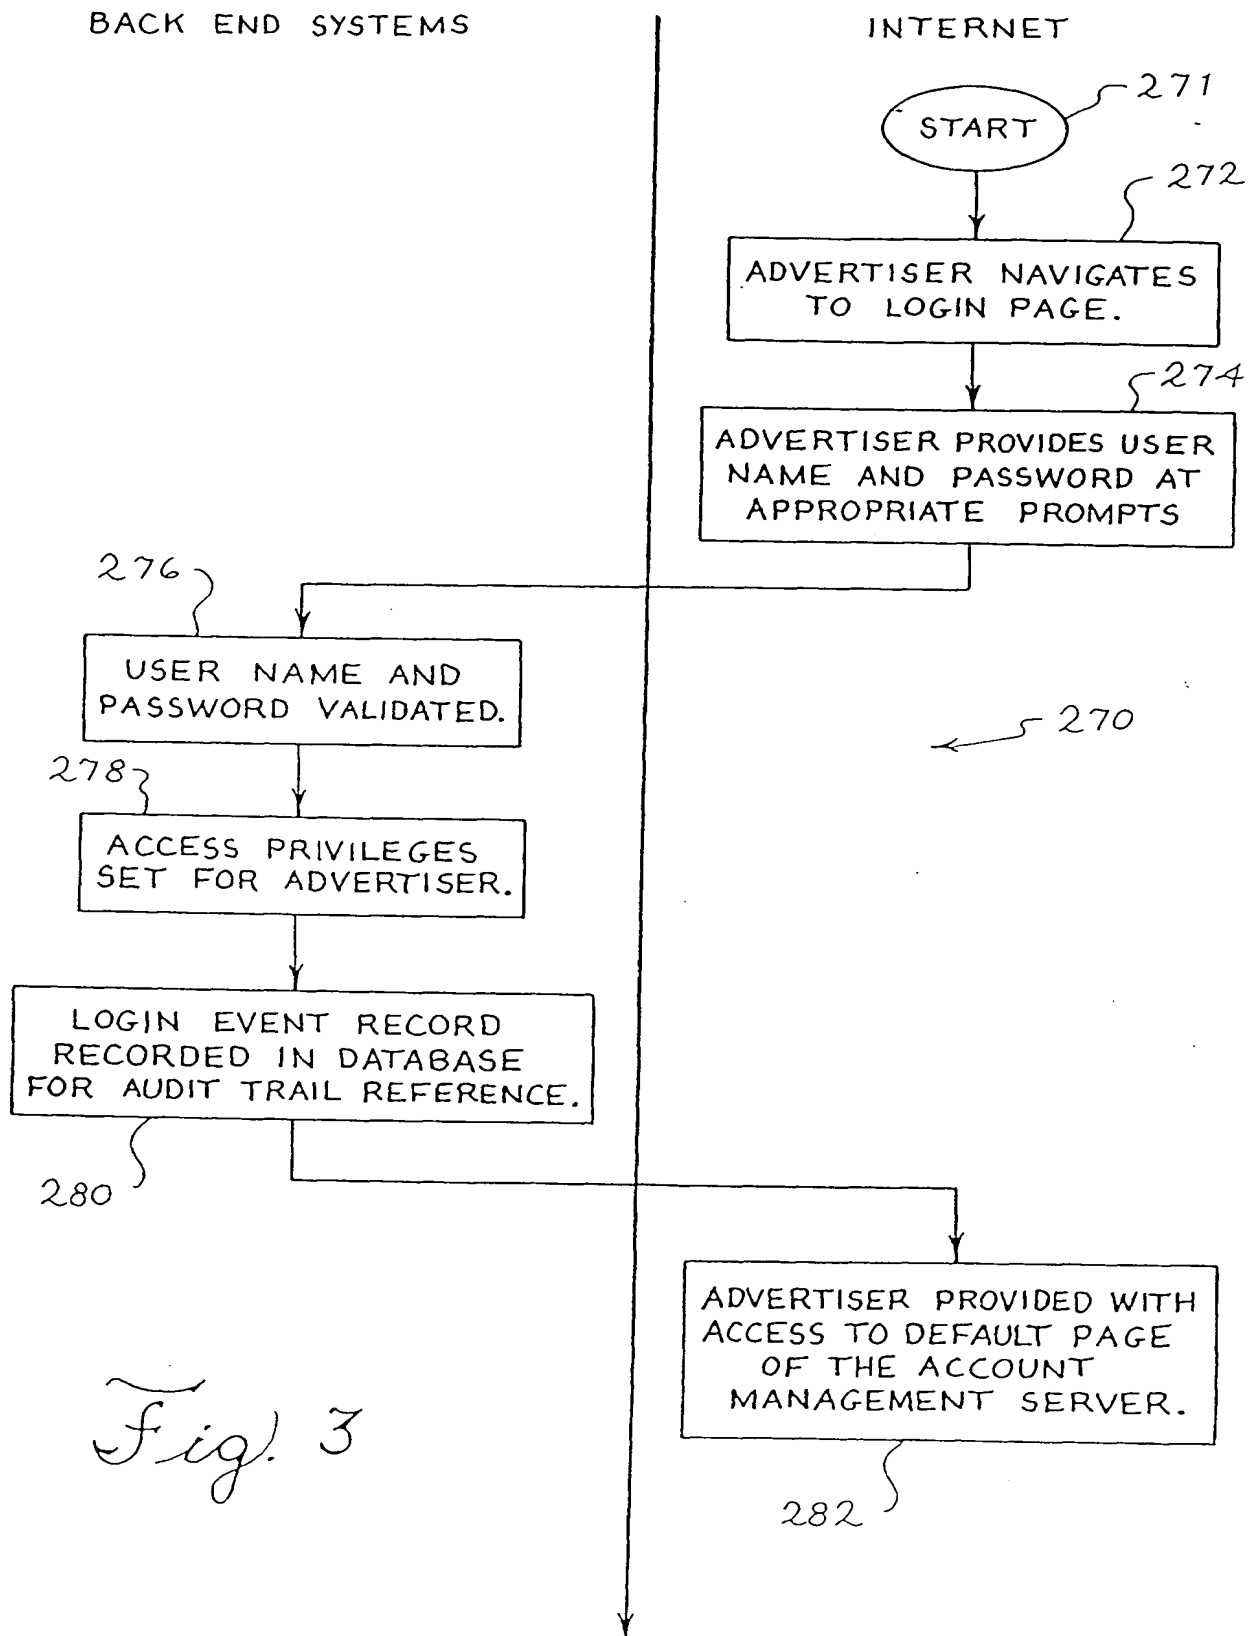 BACK END SYSTEMS
INTERNET
START
271
272
ADVERTISER NAVIGATES
TO LOGIN PAGE.
274
ADVERTISER PROVIDES USER
NAME AND PASSWORD AT
APPROPRIATE PROMPTS
276
USER NAME AND
PASSWORD VALIDATED.
270
278
ACCESS PRIVILEGES
SET FOR ADVERTISER.
LOGIN EVENT RECORD
RECORDED IN DATABASE
FOR AUDIT TRAIL REFERENCE.
280
ADVERTISER PROVIDED WITH
ACCESS TO DEFAULT PAGE
OF THE ACCOUNT
MANAGEMENT SERVER.
282
Fig. 3